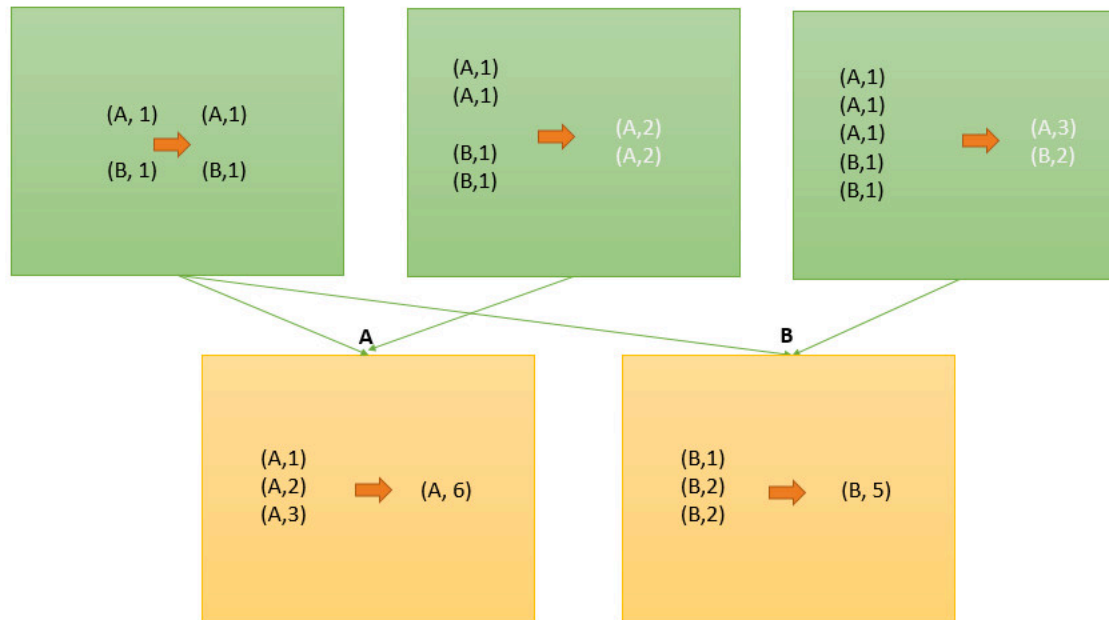 (A, 1)
(B, 1)
(A,1)
(B,1)
(A,1)
(A,1)
(B,1)
(B,1)
(A,2)
(A,2)
(A,1)
(A,1)
(A,1)
(B,1)
(B,1)
(A,3)
(B,2)
A
B
(A,1)
(A,2)
(A,3)
(A, 6)
(B,1)
(B,2)
(B,2)
(B, 5)